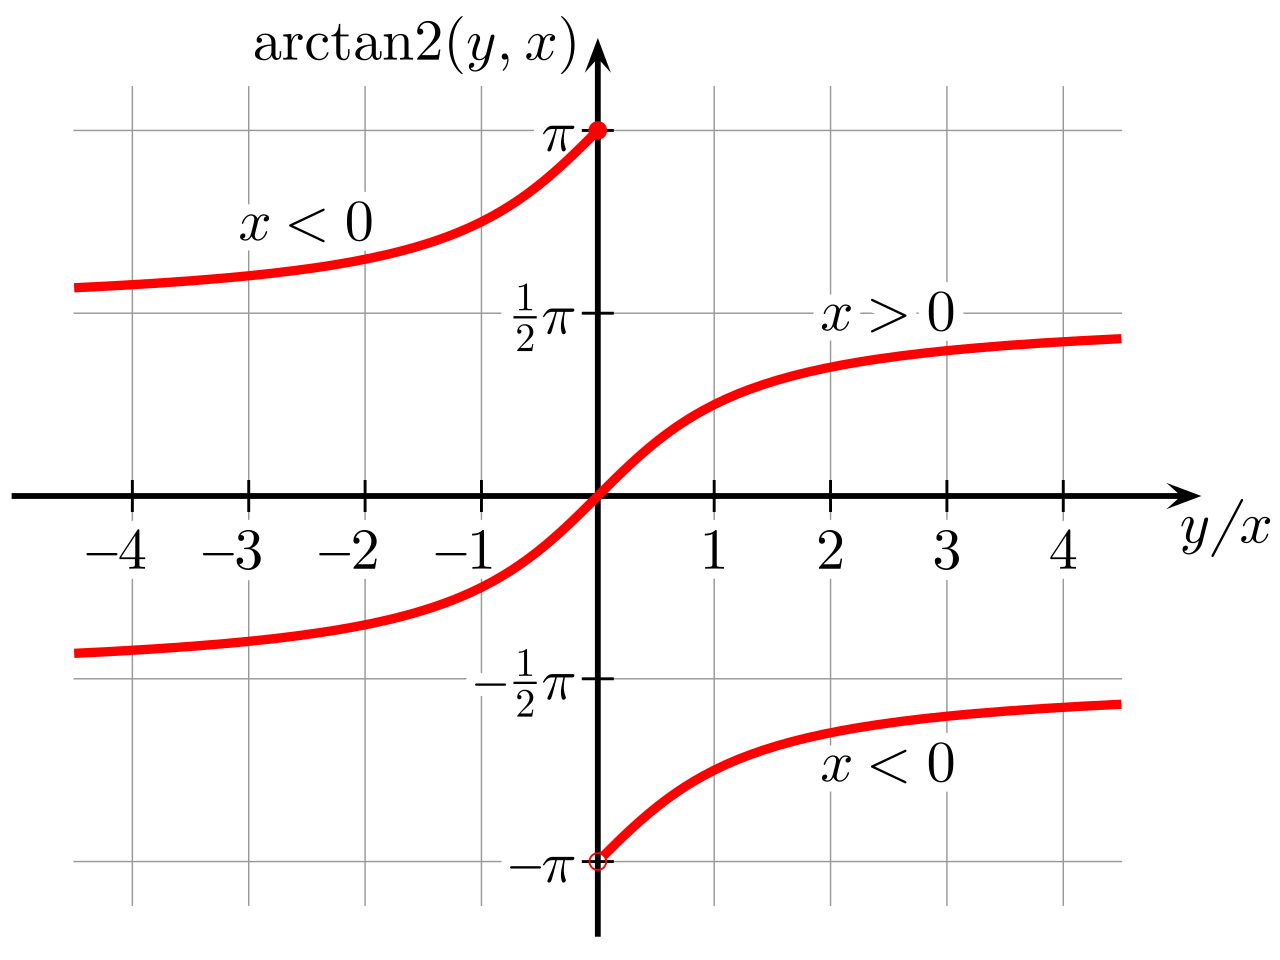 arctan2(y, x)
π
x < 0
½π
x > 0
−4 −3 −2 −1 1 2 3 4
y/x
−½π
x < 0
−π